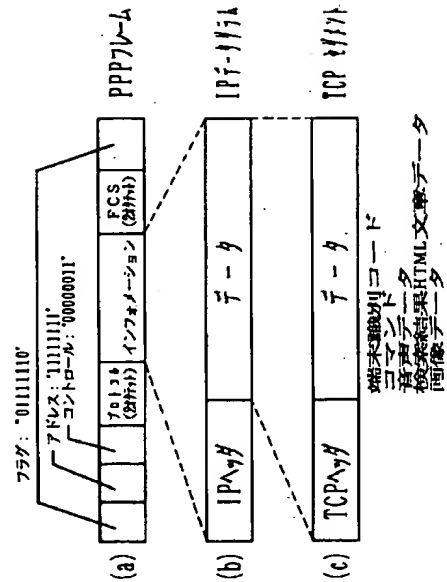 フラグ:"01111110"
アドレス:"11111111"
コントロール:"00000011"
(a)
プロトコル
(2オクテット)
インフォメーション
FCS
(2オクテット)
PPPフレーム
(b)
IPヘッダ
データ
IPデータグラム
(c)
TCPヘッダ
データ
TCP セグメント
端末識別コード
コマンド
音声データ
検索結果HTML文章データ
画像データ